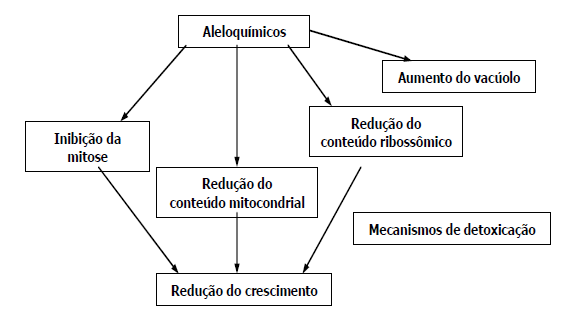 Aleloquímicos
Aumento do vacúolo
Inibição da
mitose
Redução do
conteúdo ribossômico
Redução do
conteúdo mitocondrial
Mecanismos de detoxicação
Redução do crescimento